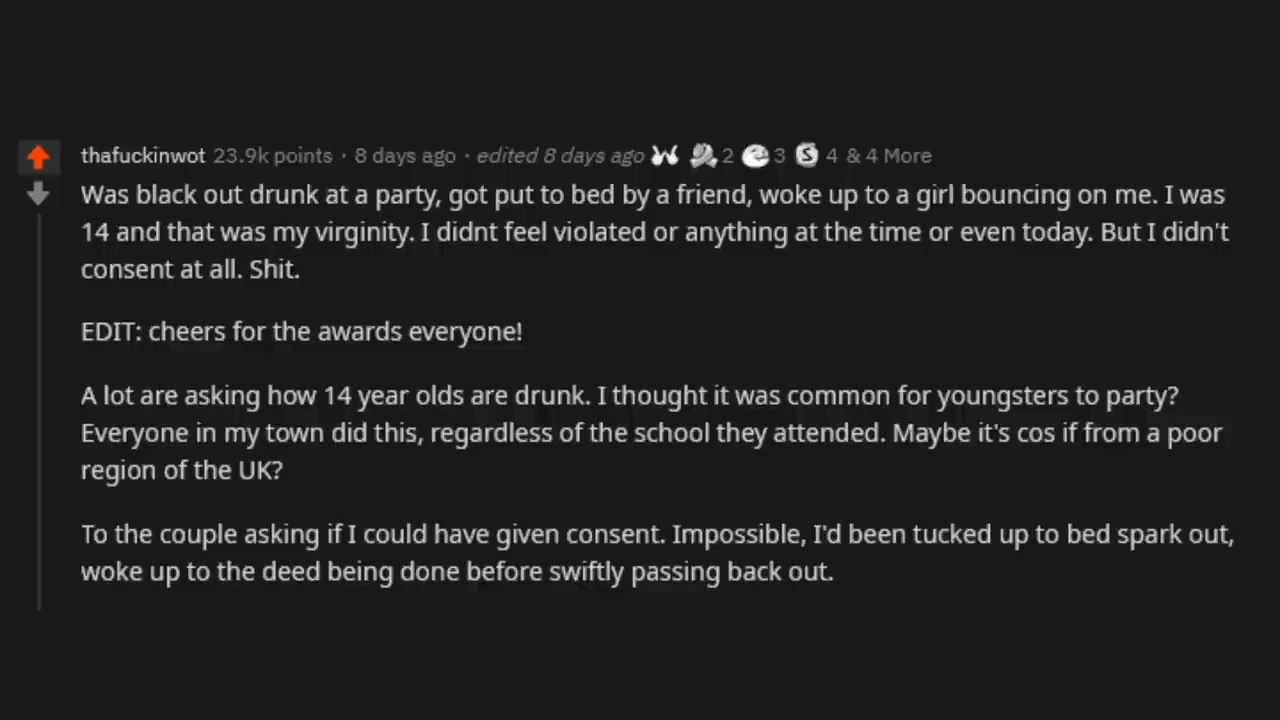 thafuckinwot 23.9k points · 8 days ago · edited 8 days ago 2 3 4 & 4 More
Was black out drunk at a party, got put to bed by a friend, woke up to a girl bouncing on me. I was
14 and that was my virginity. I didnt feel violated or anything at the time or even today. But I didn't
consent at all. Shit.
EDIT: cheers for the awards everyone!
A lot are asking how 14 year olds are drunk. I thought it was common for youngsters to party?
Everyone in my town did this, regardless of the school they attended. Maybe it's cos if from a poor
region of the UK?
To the couple asking if I could have given consent. Impossible, I'd been tucked up to bed spark out,
woke up to the deed being done before swiftly passing back out.